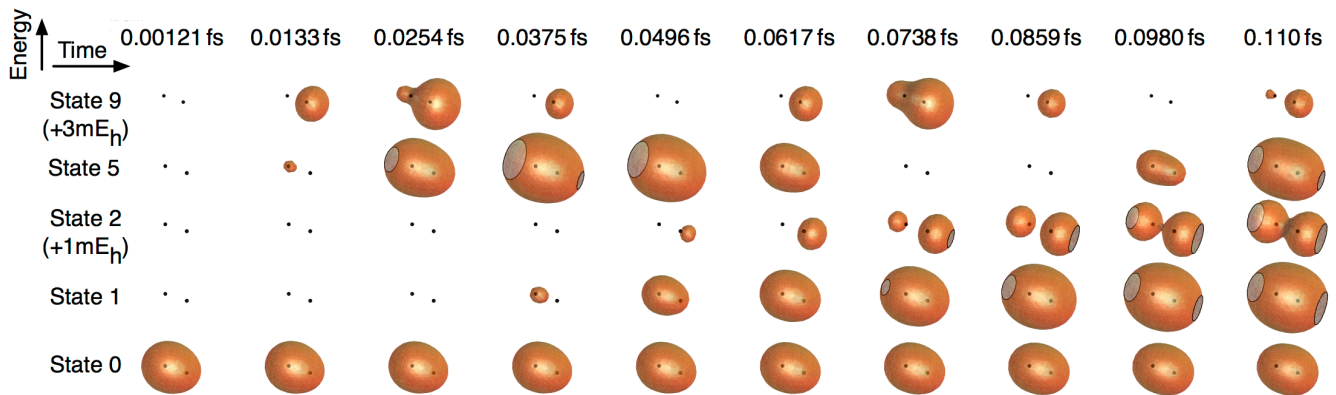 Energy
Time
0.00121 fs 0.0133 fs 0.0254 fs 0.0375 fs 0.0496 fs 0.0617 fs 0.0738 fs 0.0859 fs 0.0980 fs 0.110 fs
State 9
(+3mEh)
State 5
State 2
(+1mEh)
State 1
State 0